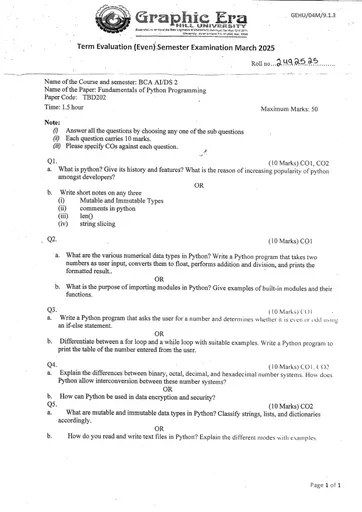 GEHU/04M/9.1.3
Graphic Era
HILL UNIVERSITY
Term Evaluation (Even) Semester Examination March 2025
Roll no...2492525
Name of the Course and semester: BCA AI/DS 2
Name of the Paper: Fundamentals of Python Programming
Paper Code: TBD202
Time: 1.5 hour Maximum Marks: 50
Note:
(i) Answer all the questions by choosing any one of the sub questions
(ii) Each question carries 10 marks.
(iii) Please specify COs against each question.
Q1. (10 Marks) CO1, CO2
a. What is python? Give its history and features? What is the reason of increasing popularity of python
amongst developers?
OR
b. Write short notes on any three
(i) Mutable and Immutable Types
(ii) comments in python
(iii) len()
(iv) string slicing
Q2. (10 Marks) CO1
a. What are the various numerical data types in Python? Write a Python program that takes two
numbers as user input, converts them to float, performs addition and division, and prints the
formatted result.
OR
b. What is the purpose of importing modules in Python? Give examples of built-in modules and their
functions.
Q3. (10 Marks) CO1
a. Write a Python program that asks the user for a number and determines whether it is even or odd using
an if-else statement.
OR
b. Differentiate between a for loop and a while loop with suitable examples. Write a Python program to
print the table of the number entered from the user.
Q4. (10 Marks) CO1, CO2
a. Explain the differences between binary, octal, decimal, and hexadecimal number systems. How does
Python allow interconversion between these number systems?
OR
b. How can Python be used in data encryption and security?
Q5. (10 Marks) CO2
a. What are mutable and immutable data types in Python? Classify strings, lists, and dictionaries
accordingly.
OR
b. How do you read and write text files in Python? Explain the different modes with examples.
Page 1 of 1